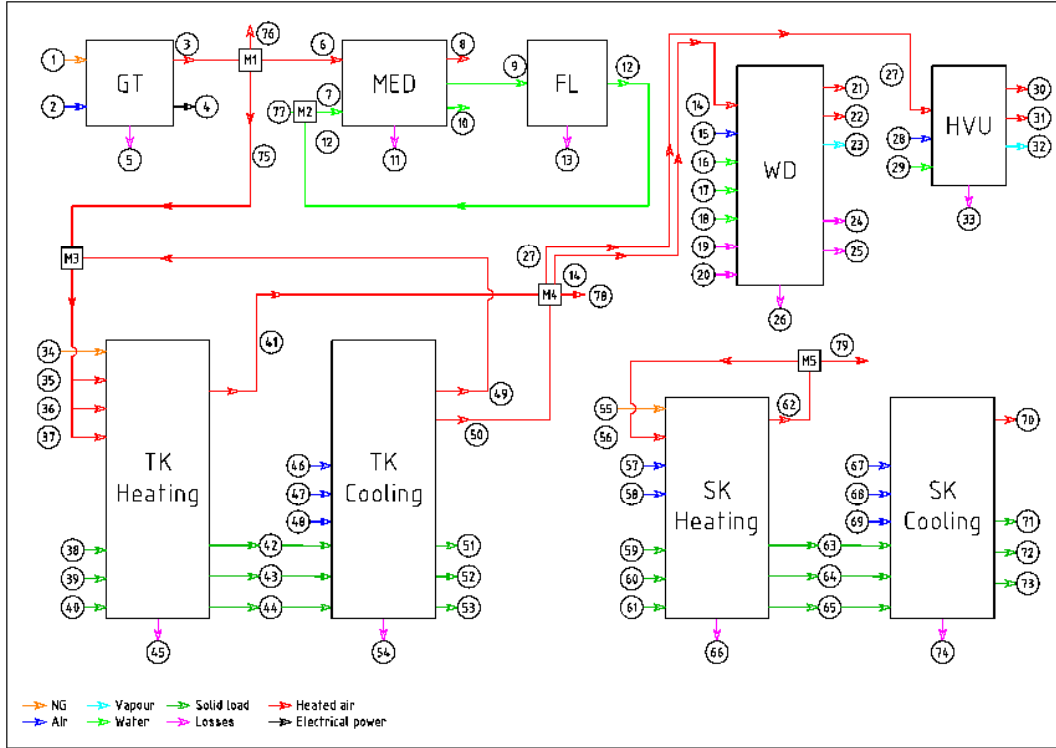 76
1 3 6 8
M1
GT MED 9 FL 12
2 4 7
77 M2 10
12
5 75 11 13
27
14 21
15 22
16 23
17 WD
18
19 24
20 25
26
30
28 31
HVU
29 32
33
M3
27
14
M4
78
34 41
35 49
36
37 50
TK
Heating
46 TK
47 Cooling
48
38 42 51
39 43 52
40 44 53
45 54
M5 79
55 62 70
56
57 67
58 68
SK
Heating
SK
Cooling
69 71
59 63 72
60 64 73
61 65
66 74
NG Vapour Solid load Heated air
Air Water Losses Electrical power